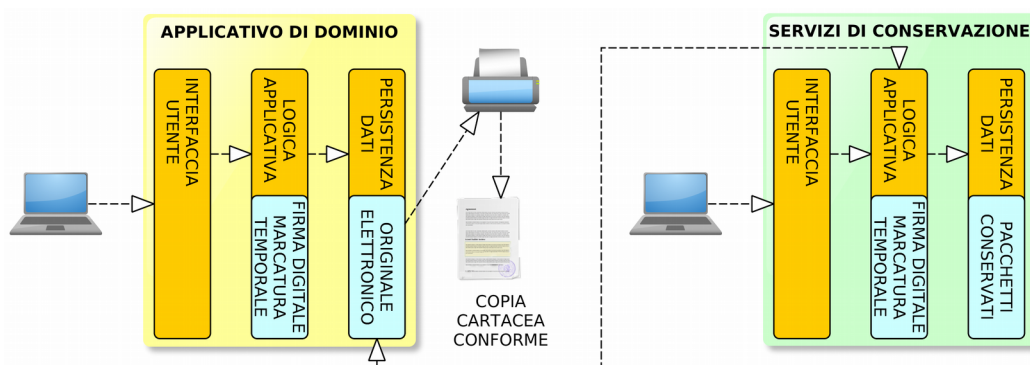 APPLICATIVO DI DOMINIO
INTERFACCIA
UTENTE
LOGICA
APPLICATIVA
FIRMA DIGITALE
MARCATURA
TEMPORALE
PERSISTENZA
DATI
ORIGINALE
ELETTRONICO
COPIA
CARTACEA
CONFORME
SERVIZI DI CONSERVAZIONE
INTERFACCIA
UTENTE
LOGICA
APPLICATIVA
FIRMA DIGITALE
MARCATURA
TEMPORALE
PERSISTENZA
DATI
PACCHETTI
CONSERVATI